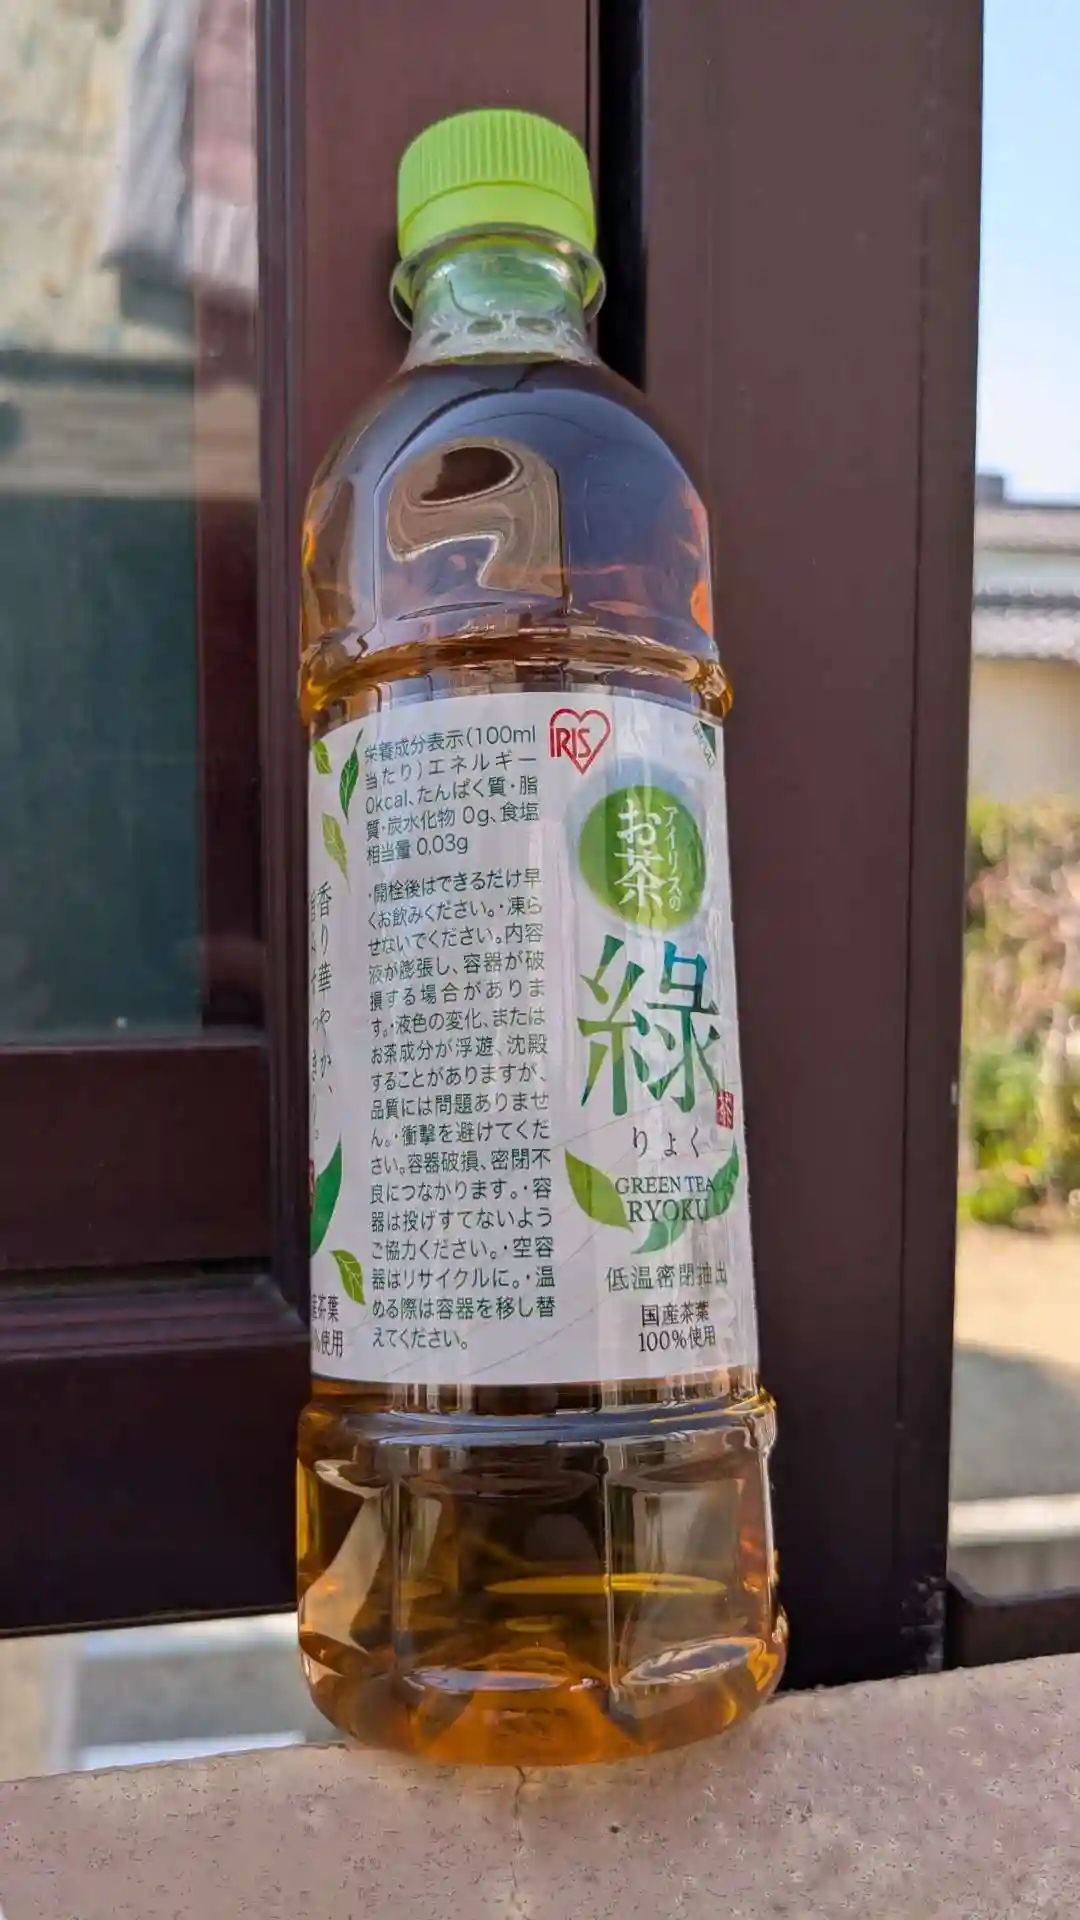 栄養成分表示(100ml
当たり)エネルギー
0kcal、たんぱく質・脂
質・炭水化物 0g、食塩
相当量 0.03g
・開栓後はできるだけ早
くお飲みください。・凍ら
せないでください。内容
液が膨張し、容器が破
損する場合がありま
す。・液色の変化、または
お茶成分が浮遊、沈殿
することがありますが、
品質には問題ありませ
ん。・衝撃を避けてくだ
さい。容器破損、密閉不
良につながります。・容
器は投げすてないよう
ご協力ください。・空容
器はリサイクルに。・温
める際は容器を移し替
えてください。
IRIS
アイリスの
お茶
緑
茶
りょく
GREEN TEA
RYOKU
低温密閉抽出
国産茶葉
100%使用
香り華やか、
産茶葉
%使用